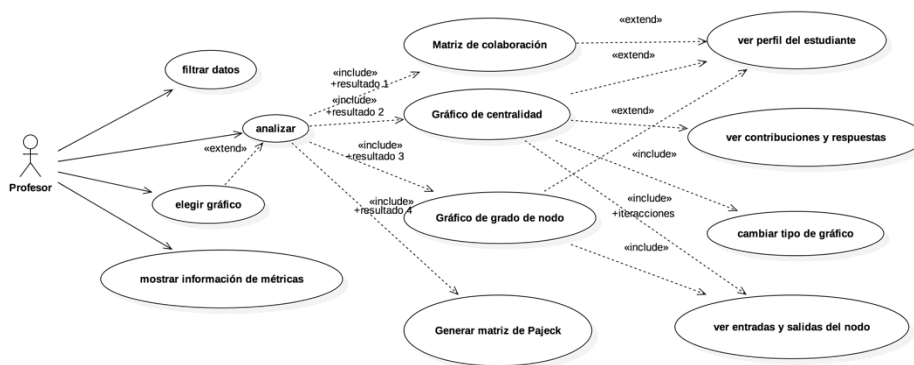 «extend»
Matriz de colaboración
ver perfil del estudiante
«extend»
filtrar datos
«include»
+resultado 1
«include»
+resultado 2
Gráfico de centralidad
«extend»
ver contribuciones y respuestas
analizar
«extend»
«include»
+resultado 3
«include»
Profesor
elegir gráfico
«include»
+resultado 4
Gráfico de grado de nodo
«include»
+iteracciones
cambiar tipo de gráfico
«include»
mostrar información de métricas
Generar matriz de Pajeck
ver entradas y salidas del nodo